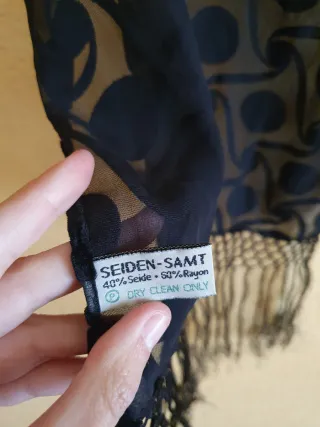 SEIDEN-SAMT
40% Seide • 60% Rayon
P DRY CLEAN ONLY